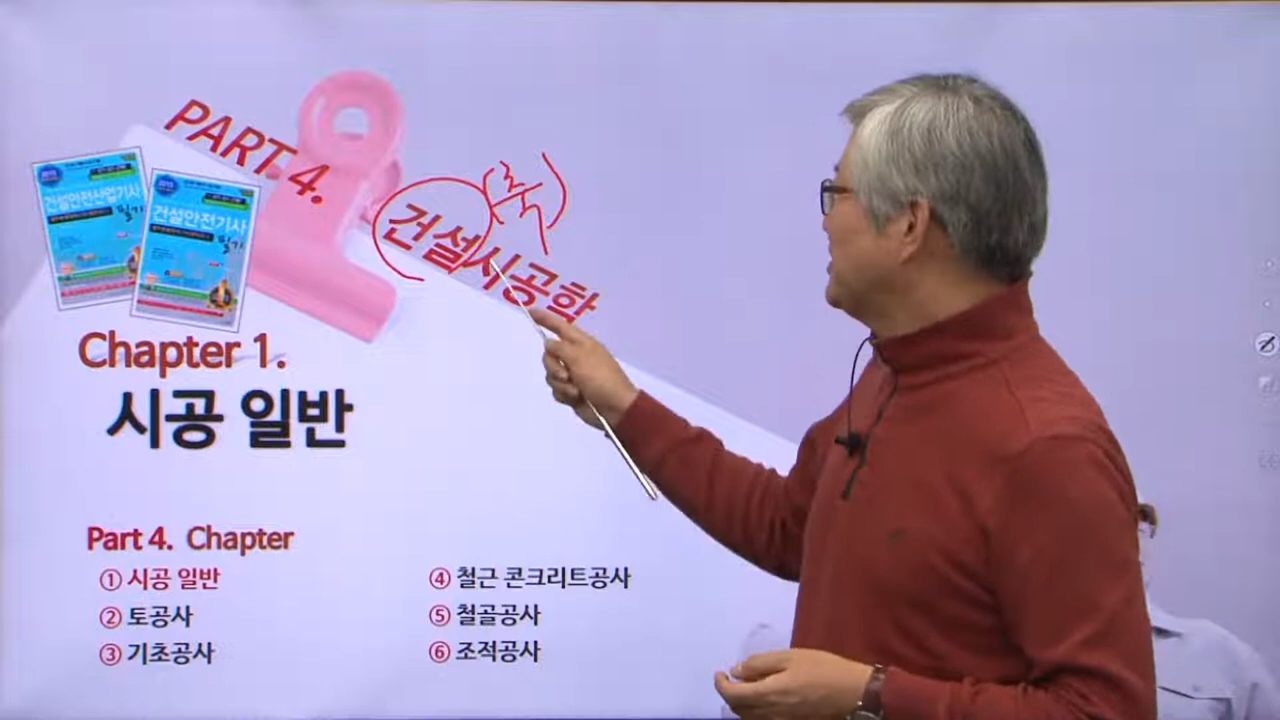 PART 4.
건설시공학
(건축)
건설안전산업기사
필기
건설안전기사
필기
Chapter 1.
시공 일반
Part 4. Chapter
① 시공 일반
② 토공사
③ 기초공사
④ 철근 콘크리트공사
⑤ 철골공사
⑥ 조적공사